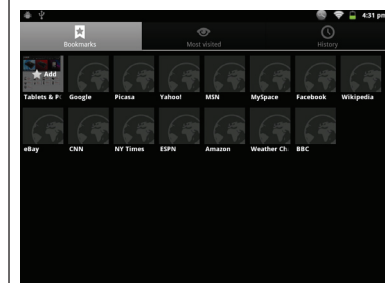 4:31 pm
Bookmarks Most visited History
Add
Tablets & P Google Picasa Yahoo! MSN MySpace Facebook Wikipedia
eBay CNN NY Times ESPN Amazon Weather Ch BBC